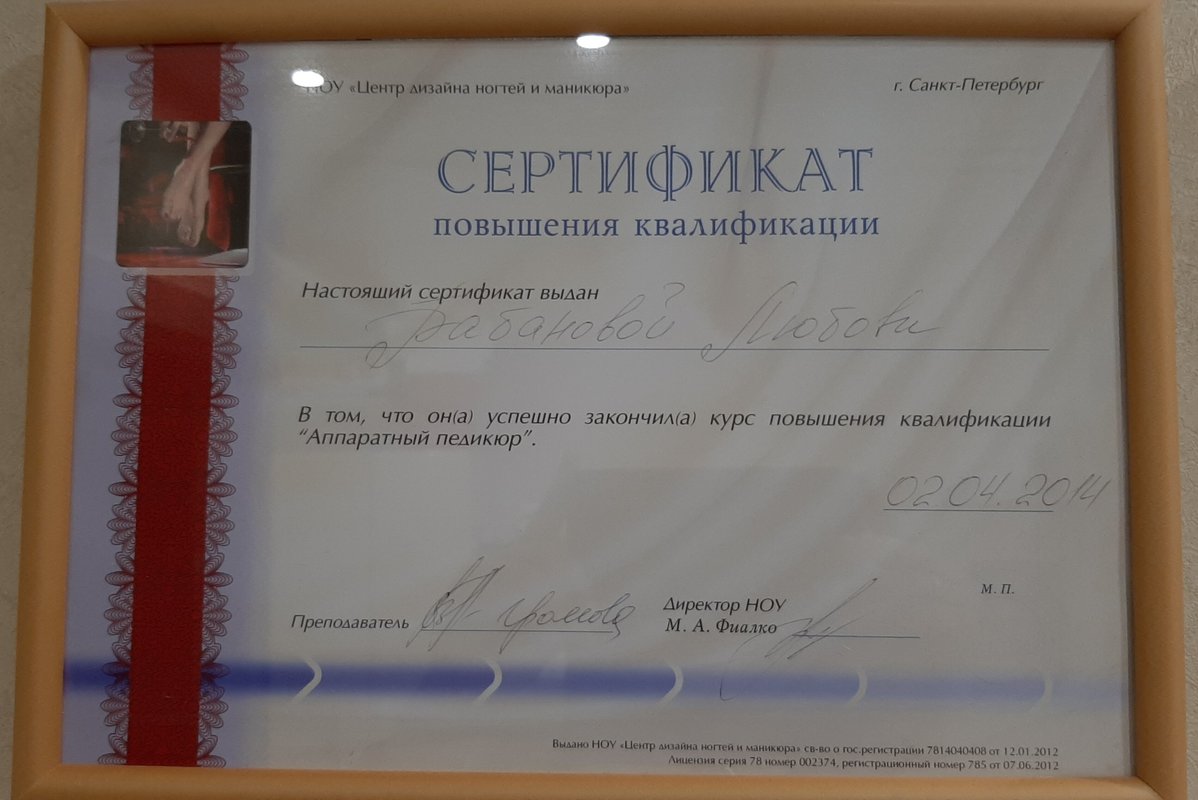 НОУ «Центр дизайна ногтей и маникюра»
г. Санкт-Петербург
СЕРТИФИКАТ
повышения квалификации
Настоящий сертификат выдан
Любови
В том, что он(а) успешно закончил(а) курс повышения квалификации
“Аппаратный педикюр”.
02.04.2014
Преподаватель Громова
Директор НОУ
М. А. Фиалко
М. П.
Выдано НОУ «Центр дизайна ногтей и маникюра» св-во о гос.регистрации 7814040408 от 12.01.2012
Лицензия серия 78 номер 002374, регистрационный номер 785 от 07.06.2012